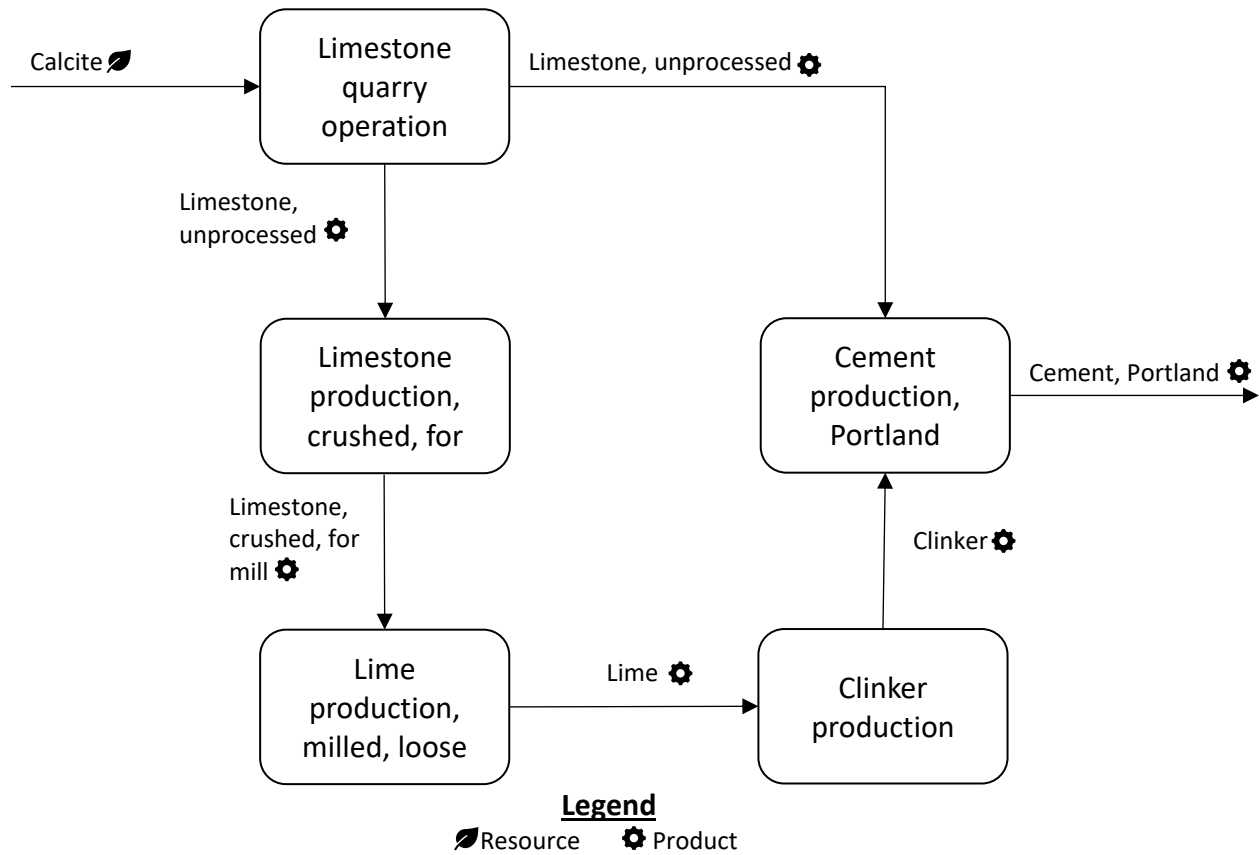 Calcite
Limestone
quarry
operation
Limestone, unprocessed
Limestone,
unprocessed
Limestone
production,
crushed, for
Cement
production,
Portland
Cement, Portland
Limestone,
crushed, for
mill
Clinker
Lime
production,
milled, loose
Lime
Clinker
production
Legend
Resource Product